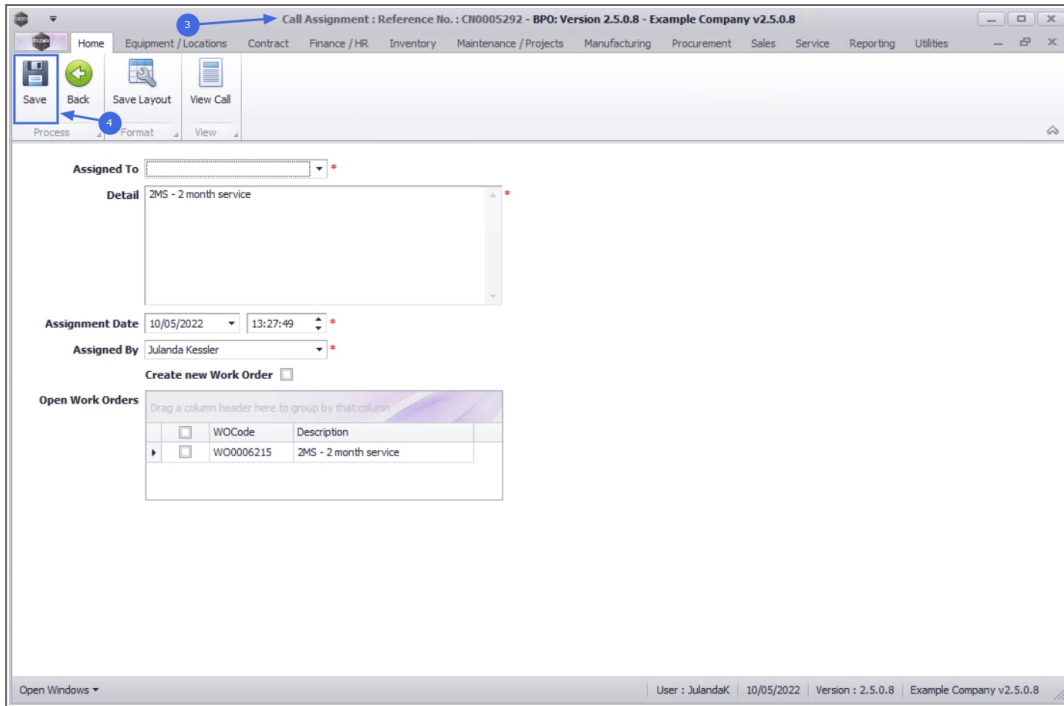 3
Call Assignment : Reference No. : CN0005292 - BPO: Version 2.5.0.8 - Example Company v2.5.0.8
Home Equipment / Locations Contract Finance / HR Inventory Maintenance / Projects Manufacturing Procurement Sales Service Reporting Utilities
Save Back Save Layout View Call
4
Process Format View
Assigned To *
Detail 2MS - 2 month service *
Assignment Date 10/05/2022 13:27:49 *
Assigned By Julanda Kessler *
Create new Work Order
Open Work Orders
Drag a column header here to group by that column
WOCode Description
WO0006215 2MS - 2 month service
Open Windows User : JulandaK 10/05/2022 Version : 2.5.0.8 Example Company v2.5.0.8